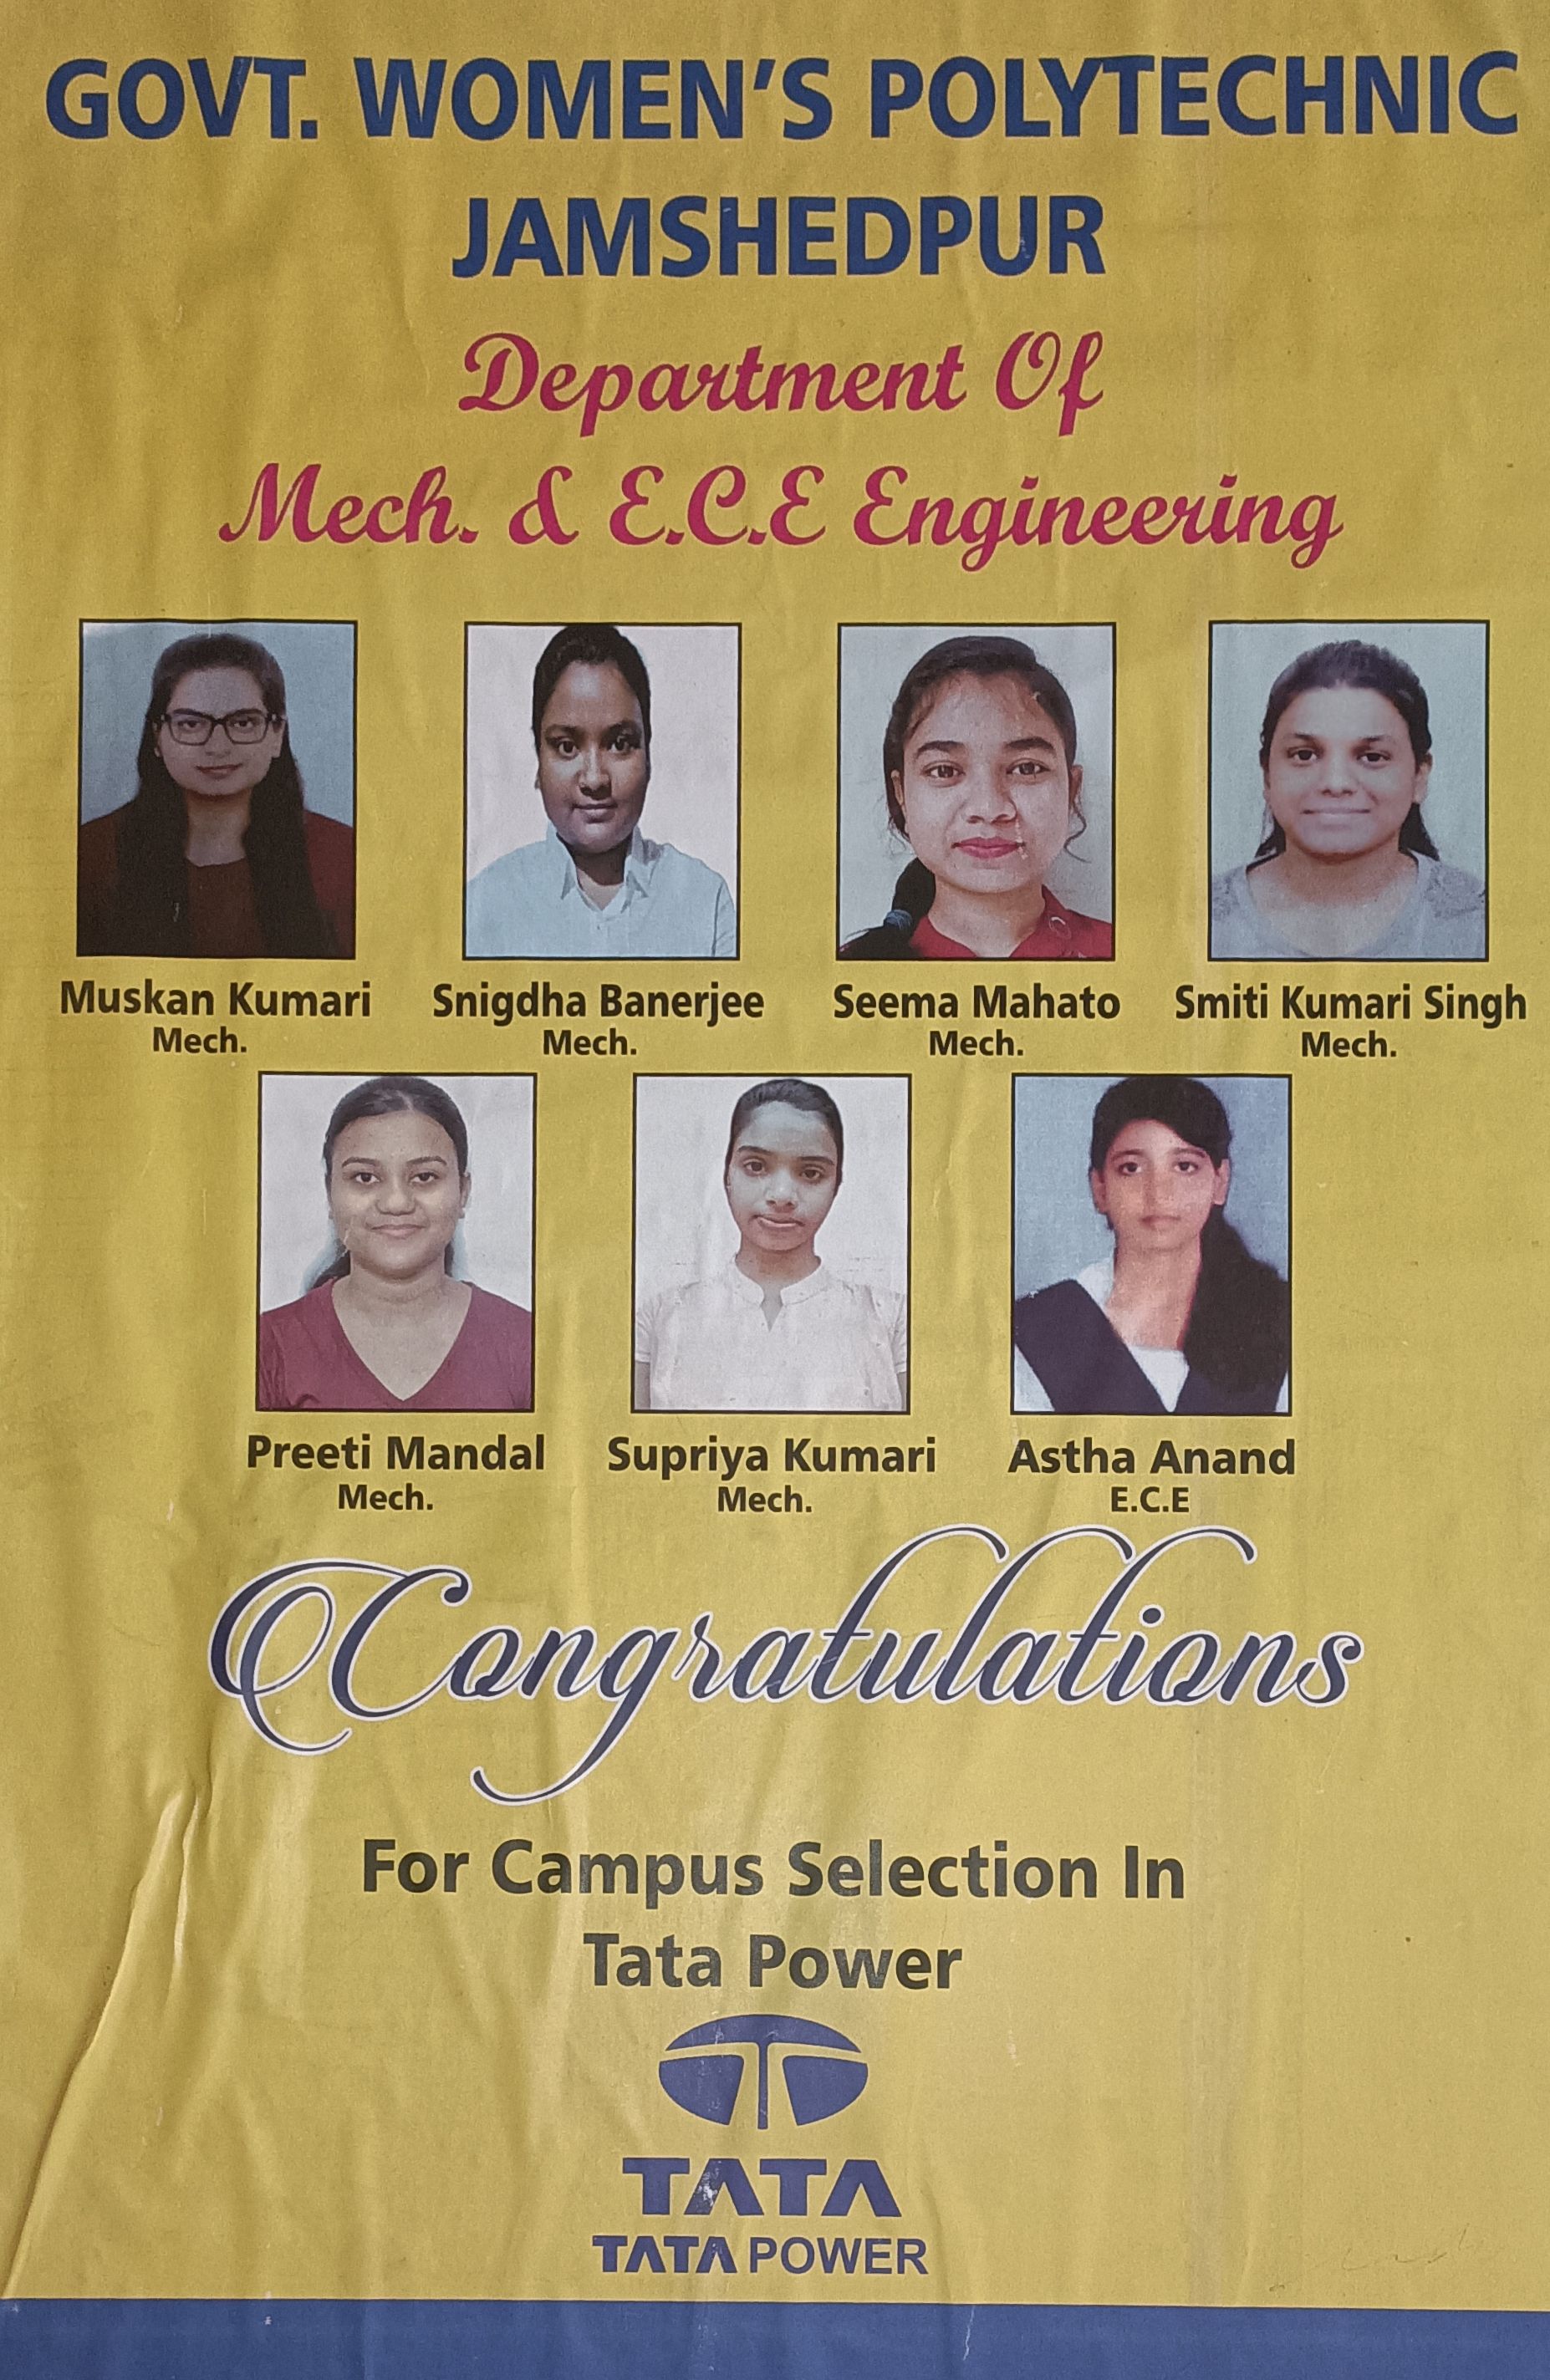 GOVT. WOMEN'S POLYTECHNIC
JAMSHEDPUR
Department Of
Mech. & E.C.E Engineering
Muskan Kumari Snigdha Banerjee Seema Mahato Smiti Kumari Singh
Mech. Mech. Mech. Mech.
Preeti Mandal Supriya Kumari Astha Anand
Mech. Mech. E.C.E
Congratulations
For Campus Selection In
Tata Power
TATA
TATA POWER